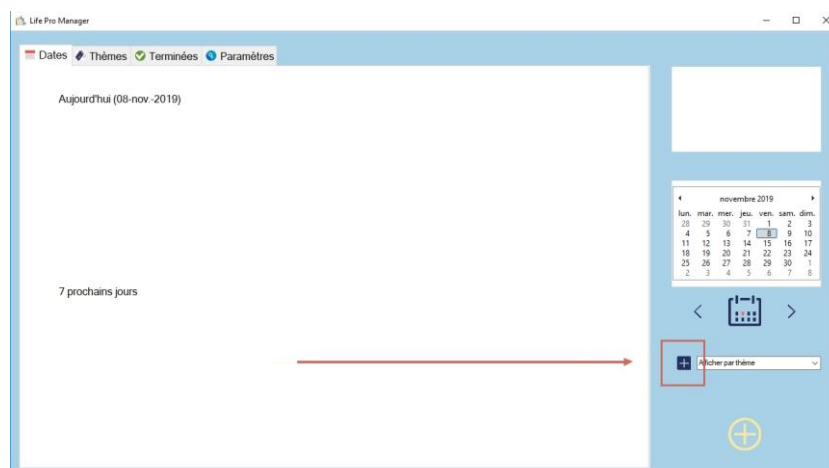 Life Pro Manager
Dates Thèmes Terminées Paramètres
Aujourd'hui (08-nov.-2019)
novembre 2019
lun. mar. mer. jeu. ven. sam. dim.
28 29 30 31 1 2 3
4 5 6 7 8 9 10
11 12 13 14 15 16 17
18 19 20 21 22 23 24
25 26 27 28 29 30 1
2 3 4 5 6 7 8
7 prochains jours
Afficher par thème